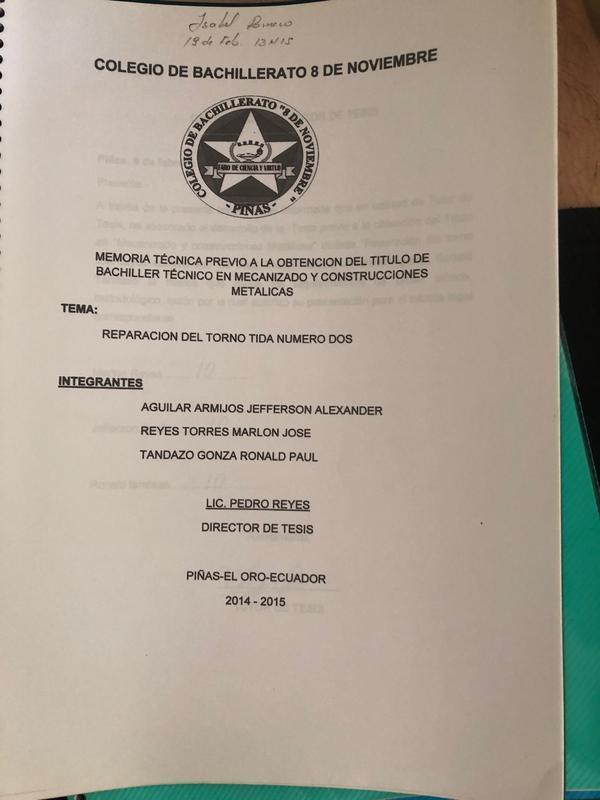 Isabel Romero
19 de Feb. 13H15
COLEGIO DE BACHILLERATO 8 DE NOVIEMBRE
COLEGIO DE BACHILLERATO "8 DE NOVIEMBRE"
FARO DE CIENCIA Y VIRTUD
- PIÑAS -
MEMORIA TÉCNICA PREVIO A LA OBTENCION DEL TITULO DE
BACHILLER TÉCNICO EN MECANIZADO Y CONSTRUCCIONES
METALICAS
TEMA:
REPARACION DEL TORNO TIDA NUMERO DOS
INTEGRANTES
AGUILAR ARMIJOS JEFFERSON ALEXANDER
REYES TORRES MARLON JOSE
TANDAZO GONZA RONALD PAUL
LIC. PEDRO REYES
DIRECTOR DE TESIS
PIÑAS-EL ORO-ECUADOR
2014 - 2015